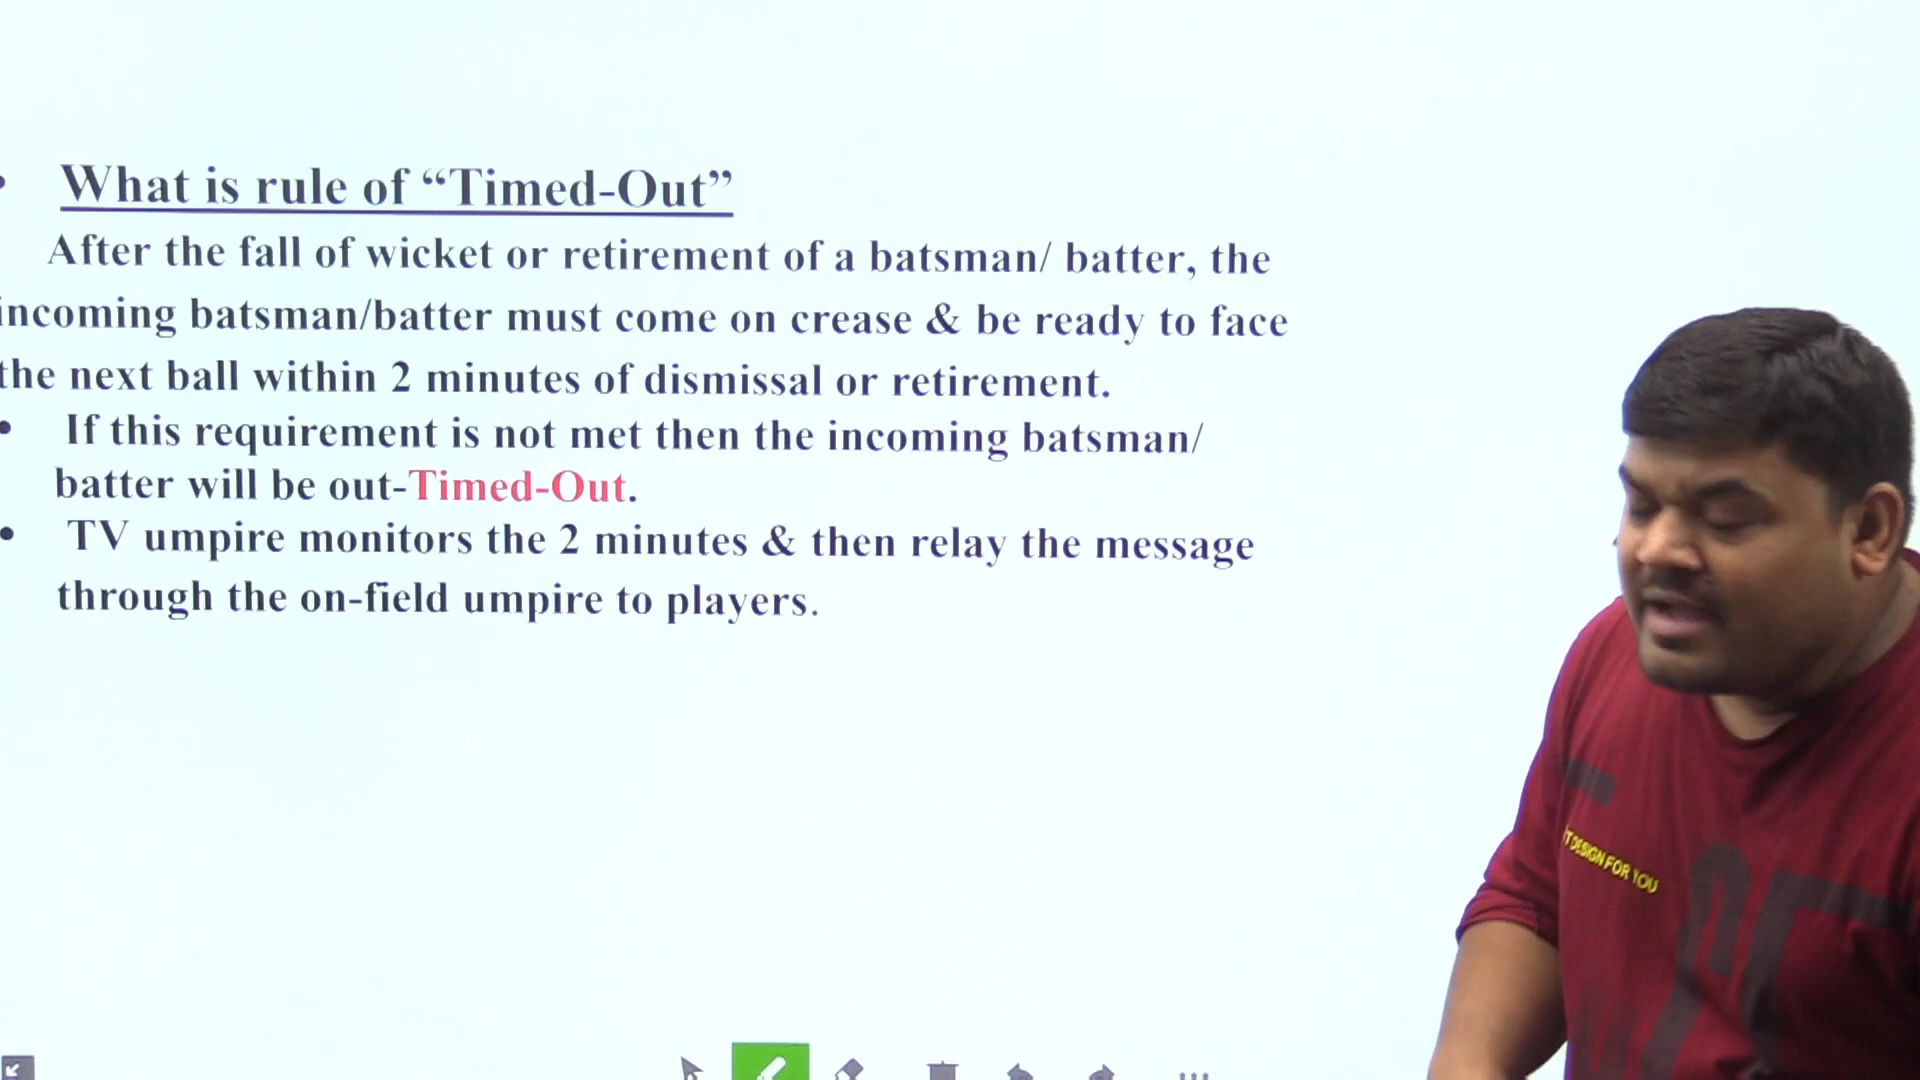 • What is rule of “Timed-Out”
After the fall of wicket or retirement of a batsman/ batter, the
incoming batsman/batter must come on crease & be ready to face
the next ball within 2 minutes of dismissal or retirement.
• If this requirement is not met then the incoming batsman/
batter will be out-Timed-Out.
• TV umpire monitors the 2 minutes & then relay the message
through the on-field umpire to players.
DESIGN FOR YOU